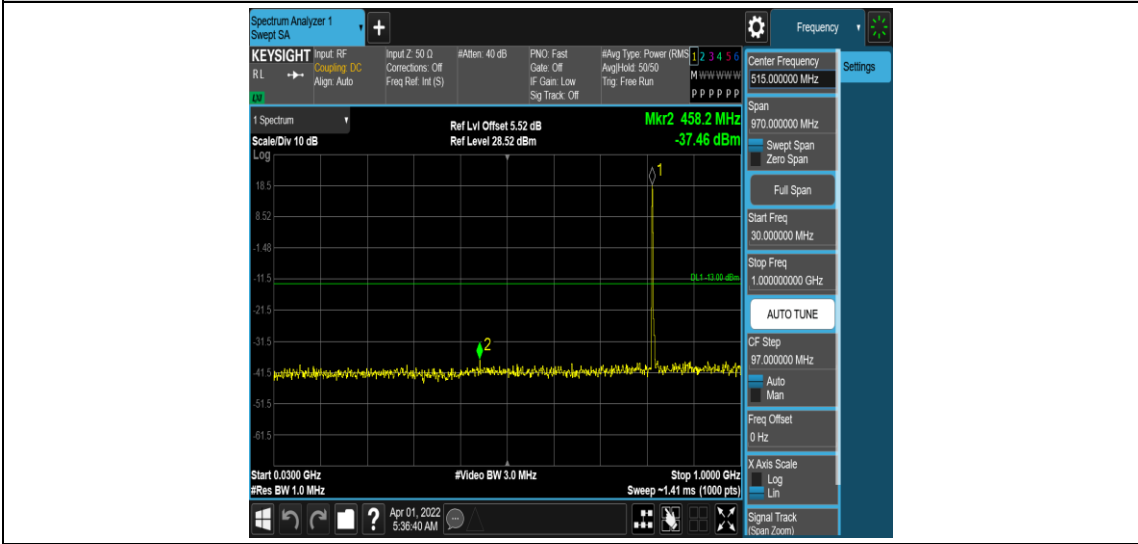 Spectrum Analyzer 1
Swept SA
+
Frequency
KEYSIGHT
RL
LW
Input: RF
Coupling: DC
Align: Auto
Input Z: 50 Ω
Corrections: Off
Freq Ref: Int (S)
#Atten: 40 dB
PNO: Fast
Gate: Off
IF Gain: Low
Sig Track: Off
#Avg Type: Power (RMS
Avg|Hold: 50/50
Trig: Free Run
1 2 3 4 5 6
M W W W W W
P P P P P P
1 Spectrum
Scale/Div 10 dB
Log
Ref Lvl Offset 5.52 dB
Ref Level 28.52 dBm
Mkr2 458.2 MHz
-37.46 dBm
1
18.5
8.52
-1.48
-11.5
DL1 -13.00 dBm
-21.5
-31.5
2
-41.5
-51.5
-61.5
Start 0.0300 GHz
#Video BW 3.0 MHz
Stop 1.0000 GHz
#Res BW 1.0 MHz
Sweep ~1.41 ms (1000 pts)
?
Apr 01, 2022
5:36:40 AM
Center Frequency
515.000000 MHz
Settings
Span
970.000000 MHz
Swept Span
Zero Span
Full Span
Start Freq
30.000000 MHz
Stop Freq
1.000000000 GHz
AUTO TUNE
CF Step
97.000000 MHz
Auto
Man
Freq Offset
0 Hz
X Axis Scale
Log
Lin
Signal Track
(Span Zoom)